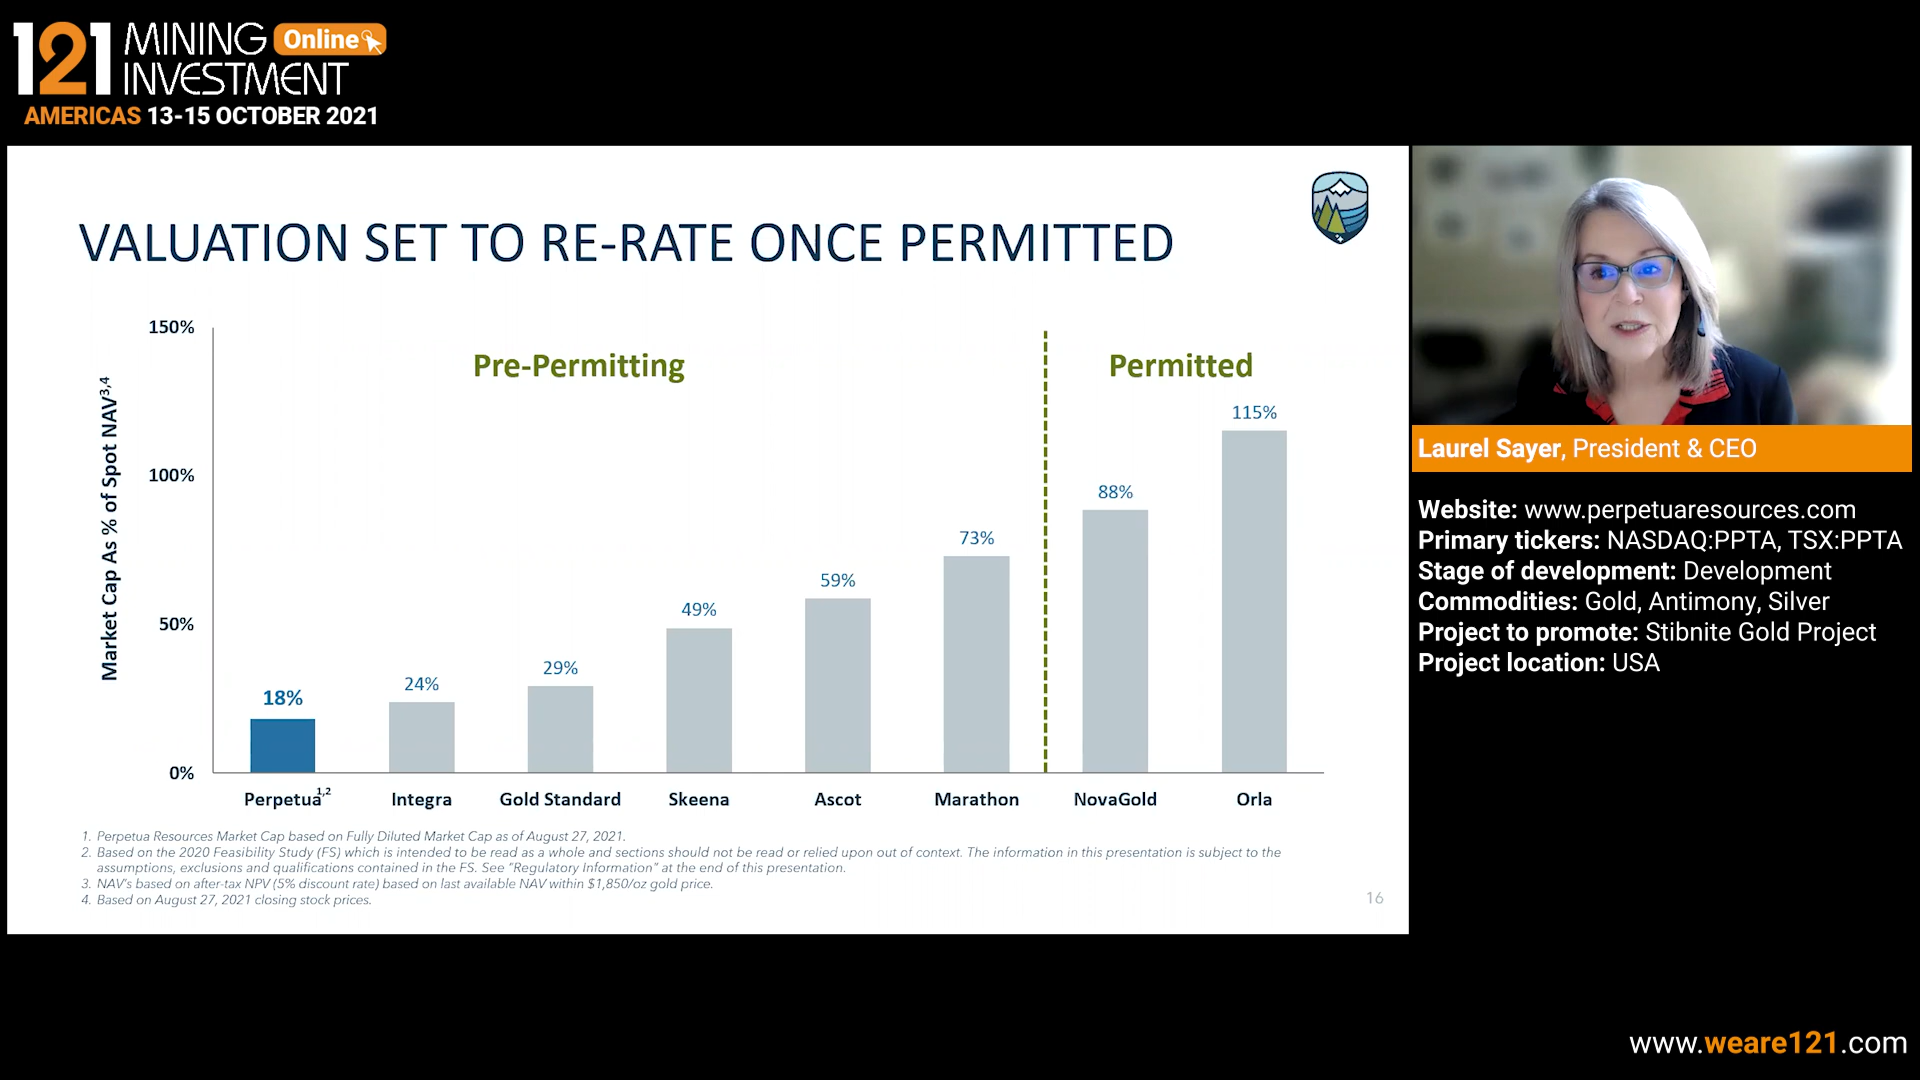 121 MINING Online
INVESTMENT
AMERICAS 13-15 OCTOBER 2021
VALUATION SET TO RE-RATE ONCE PERMITTED
Market Cap As % of Spot NAV3,4
150%
100%
50%
0%
Pre-Permitting
Permitted
18%
24%
29%
49%
59%
73%
88%
115%
Perpetua1,2
Integra
Gold Standard
Skeena
Ascot
Marathon
NovaGold
Orla
1. Perpetua Resources Market Cap based on Fully Diluted Market Cap as of August 27, 2021.
2. Based on the 2020 Feasibility Study (FS) which is intended to be read as a whole and sections should not be read or relied upon out of context. The information in this presentation is subject to the
assumptions, exclusions and qualifications contained in the FS. See "Regulatory Information" at the end of this presentation.
3. NAV's based on after-tax NPV (5% discount rate) based on last available NAV within $1,850/oz gold price.
4. Based on August 27, 2021 closing stock prices.
16
Laurel Sayer, President & CEO
Website: www.perpetuaresources.com
Primary tickers: NASDAQ:PPTA, TSX:PPTA
Stage of development: Development
Commodities: Gold, Antimony, Silver
Project to promote: Stibnite Gold Project
Project location: USA
www.weare121.com